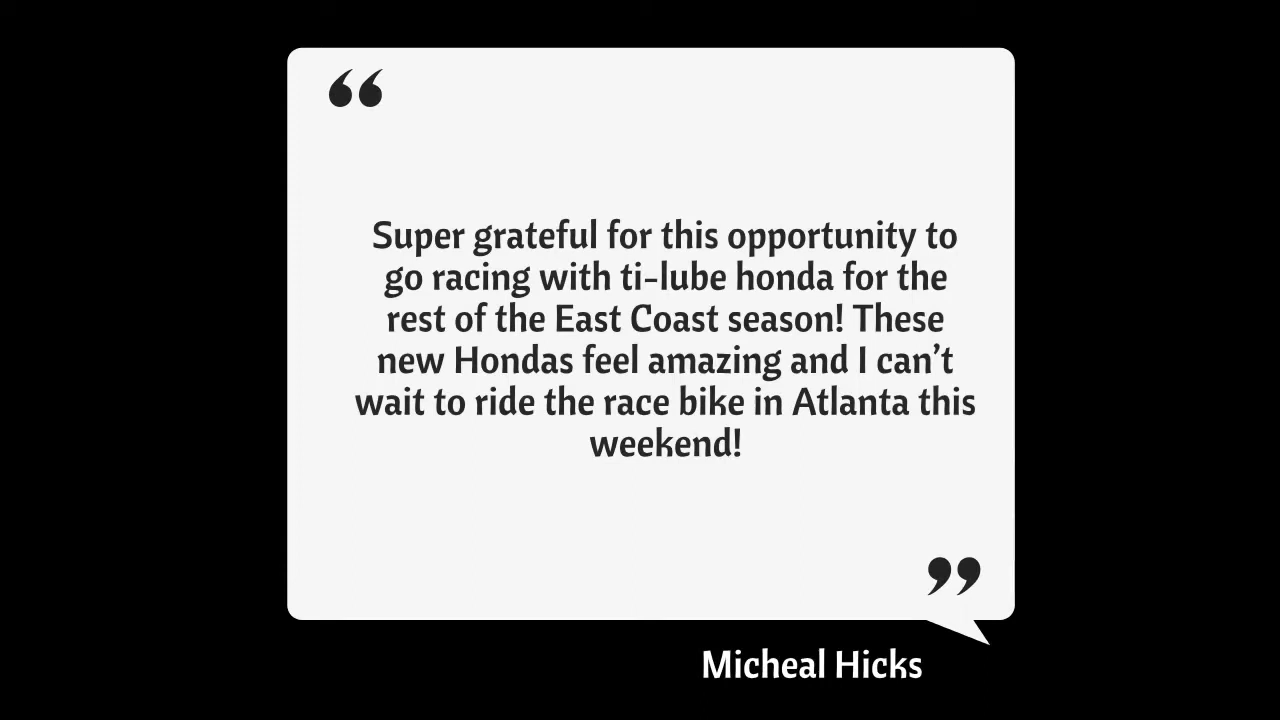 “
Super grateful for this opportunity to
go racing with ti-lube honda for the
rest of the East Coast season! These
new Hondas feel amazing and I can’t
wait to ride the race bike in Atlanta this
weekend!
”
Micheal Hicks